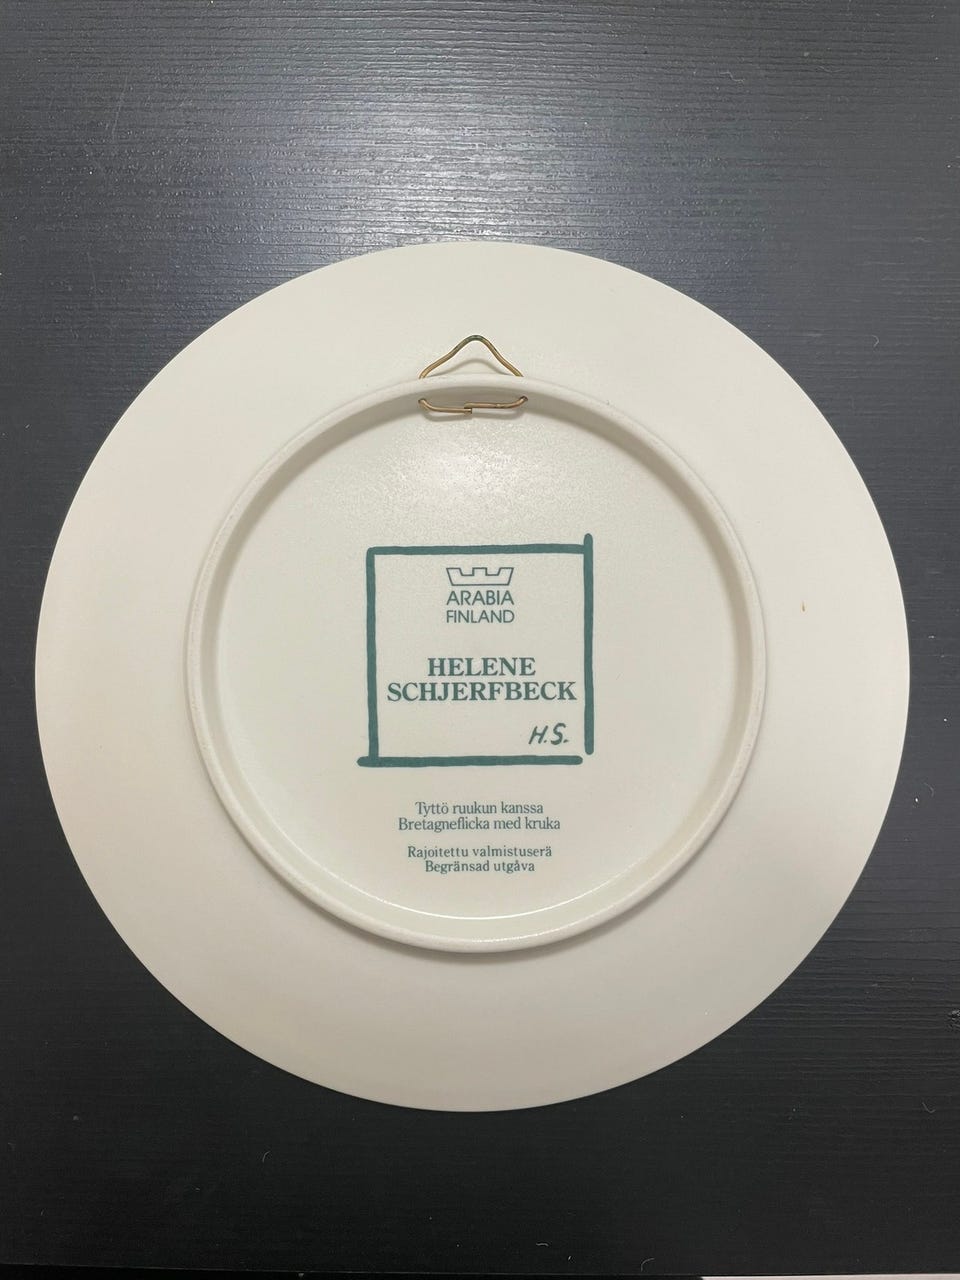 ARABIA
FINLAND
HELENE
SCHJERFBECK
H.S.
Tyttö ruukun kanssa
Bretagneflicka med kruka
Rajoitettu valmistuserä
Begränsad utgåva